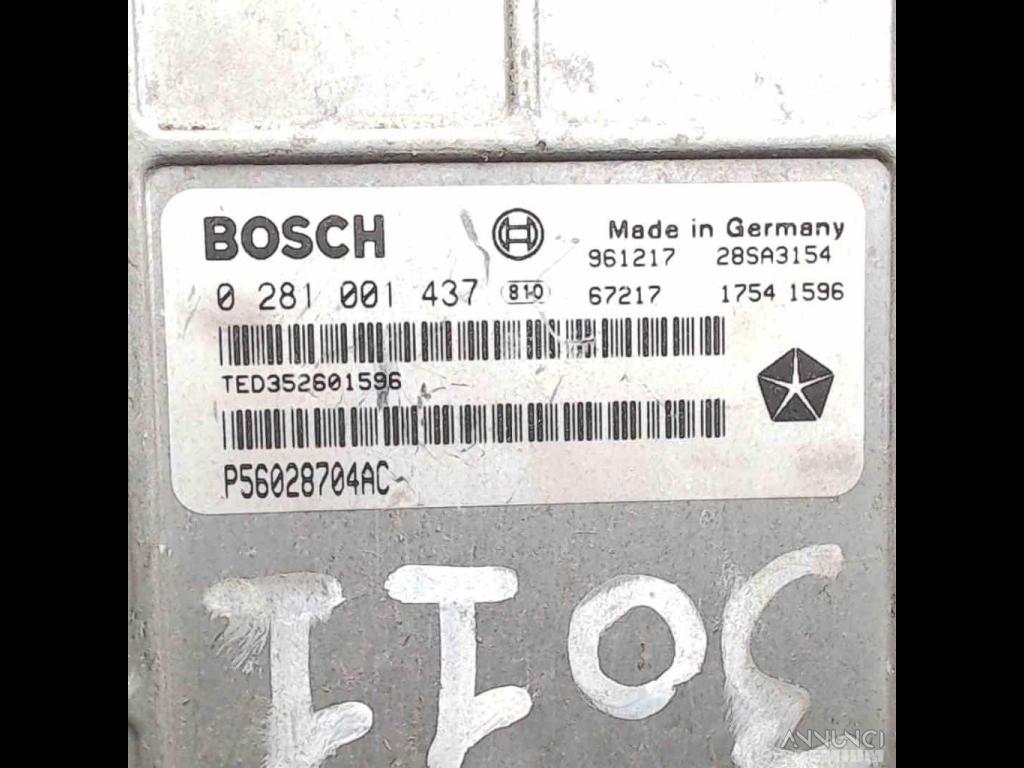 BOSCH
Made in Germany
961217 28SA3154
0 281 001 437 810 67217 1754 1596
TED352601596
P56028704AC
ANNUNCI